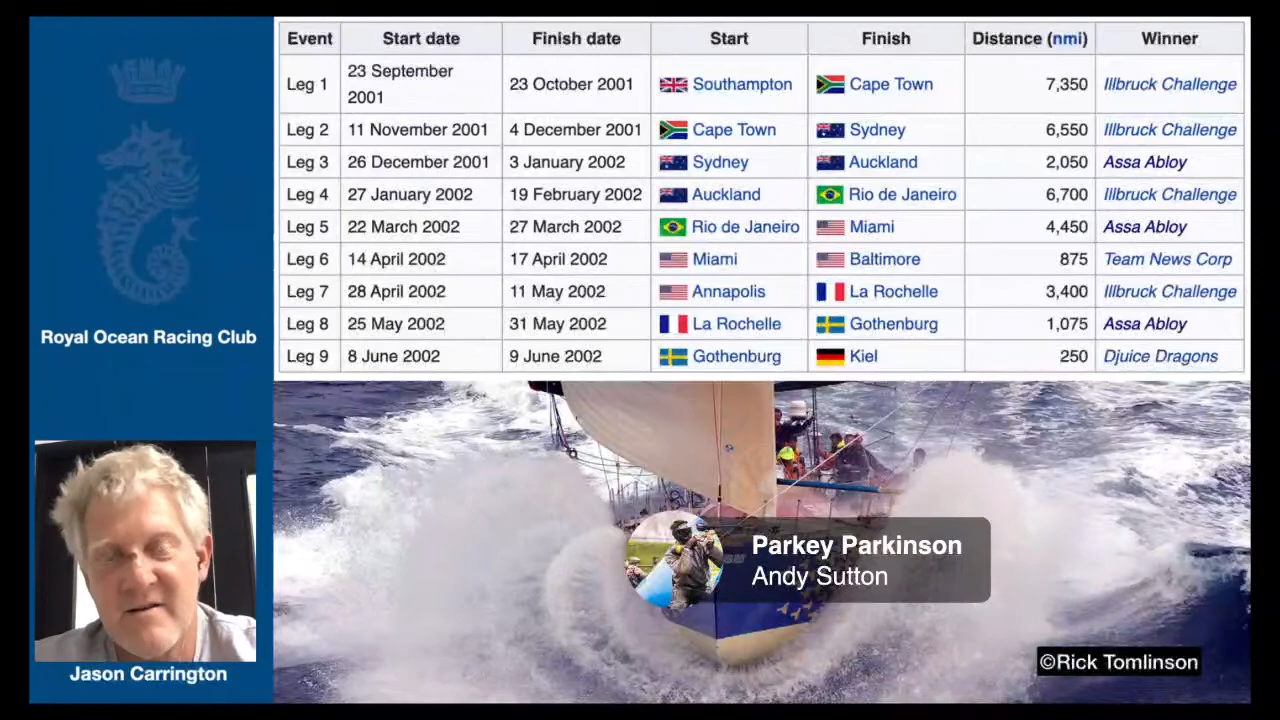 Event Start date Finish date Start Finish Distance (nmi) Winner
Leg 1 23 September 2001 23 October 2001 Southampton Cape Town 7,350 Illbruck Challenge
Leg 2 11 November 2001 4 December 2001 Cape Town Sydney 6,550 Illbruck Challenge
Leg 3 26 December 2001 3 January 2002 Sydney Auckland 2,050 Assa Abloy
Leg 4 27 January 2002 19 February 2002 Auckland Rio de Janeiro 6,700 Illbruck Challenge
Leg 5 22 March 2002 27 March 2002 Rio de Janeiro Miami 4,450 Assa Abloy
Leg 6 14 April 2002 17 April 2002 Miami Baltimore 875 Team News Corp
Leg 7 28 April 2002 11 May 2002 Annapolis La Rochelle 3,400 Illbruck Challenge
Leg 8 25 May 2002 31 May 2002 La Rochelle Gothenburg 1,075 Assa Abloy
Leg 9 8 June 2002 9 June 2002 Gothenburg Kiel 250 Djuice Dragons
Royal Ocean Racing Club
Parkey Parkinson
Andy Sutton
©Rick Tomlinson
Jason Carrington